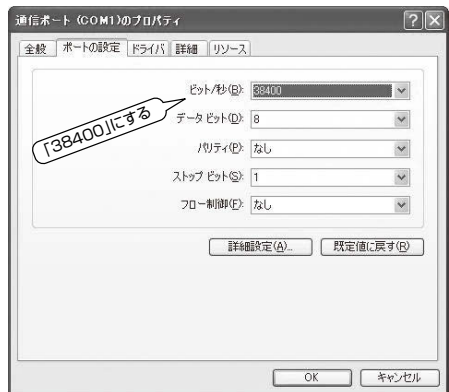 通信ポート (COM1)のプロパティ
全般 ポートの設定 ドライバ 詳細 リソース
ビット/秒(B): 38400
「38400」にする
データ ビット(D): 8
パリティ(P): なし
ストップ ビット(S): 1
フロー制御(F): なし
詳細設定(A)... 既定値に戻す(R)
OK キャンセル